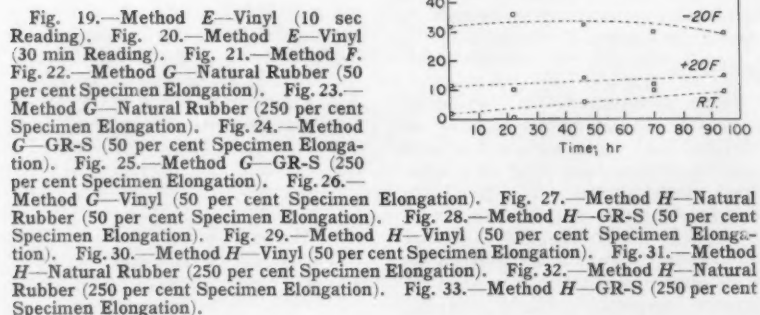 Fig. 19.—Method E—Vinyl (10 sec
Reading). Fig. 20.—Method E—Vinyl
(30 min Reading). Fig. 21.—Method F.
Fig. 22.—Method G—Natural Rubber (50
per cent Specimen Elongation). Fig. 23.—
Method G—Natural Rubber (250 per cent
Specimen Elongation). Fig. 24.—Method
G—GR-S (50 per cent Specimen Elonga-
tion). Fig. 25.—Method G—GR-S (250
per cent Specimen Elongation). Fig. 26.—
Method G—Vinyl (50 per cent Specimen Elongation). Fig. 27.—Method H—Natural
Rubber (50 per cent Specimen Elongation). Fig. 28.—Method H—GR-S (50 per cent
Specimen Elongation). Fig. 29.—Method H—Vinyl (50 per cent Specimen Elonga-
tion). Fig. 30.—Method H—Vinyl (50 per cent Specimen Elongation). Fig. 31.—Method
H—Natural Rubber (250 per cent Specimen Elongation). Fig. 32.—Method H—Natural
Rubber (250 per cent Specimen Elongation). Fig. 33.—Method H—GR-S (250 per cent
Specimen Elongation).
40
30
20
10
0
-20F
+20F
R.T.
10 20 30 40 50 60 70 80 90 100
Time, hr